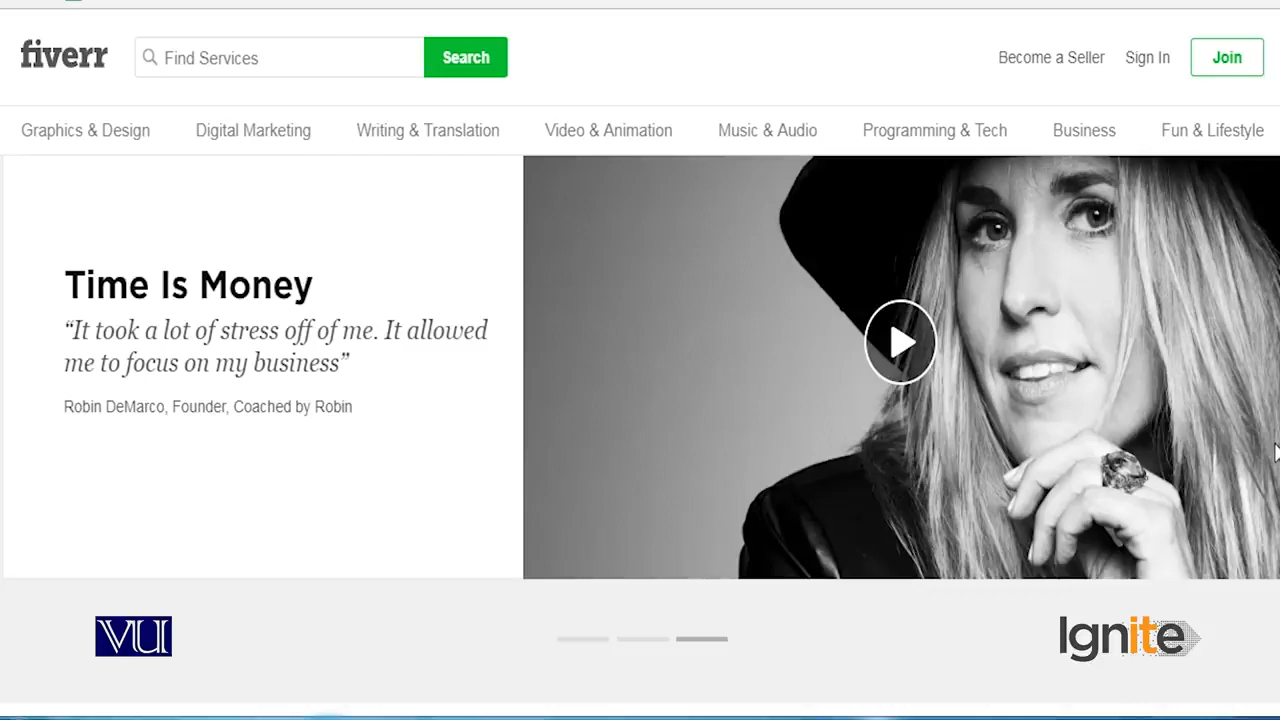 fiverr
Find Services
Search
Become a Seller
Sign In
Join
Graphics & Design
Digital Marketing
Writing & Translation
Video & Animation
Music & Audio
Programming & Tech
Business
Fun & Lifestyle
Time Is Money
“It took a lot of stress off of me. It allowed
me to focus on my business”
Robin DeMarco, Founder, Coached by Robin
VU
Ignite